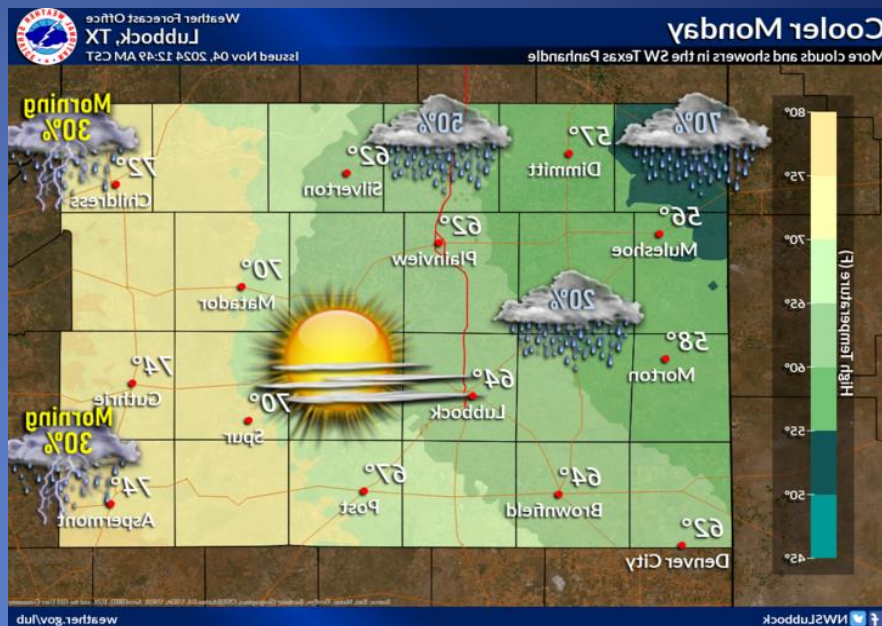 Cooler Monday
More clouds and showers in the SW Texas Panhandle
Weather Forecast Office
Lubbock, TX
Issued Nov 04, 2024 12:49 AM CST
80°
75°
70°
65°
60°
55°
50°
45°
High Temperature (F)
70%
57°
Dimmitt
50%
62°
Silverton
Morning
30%
72°
Childress
56°
Muleshoe
62°
Plainview
70°
Matador
20%
58°
Morton
64°
Lubbock
70°
Spur
74°
Guthrie
Morning
30%
74°
Aspermont
67°
Post
64°
Brownfield
62°
Denver City
NWSLubbock
weather.gov/lub